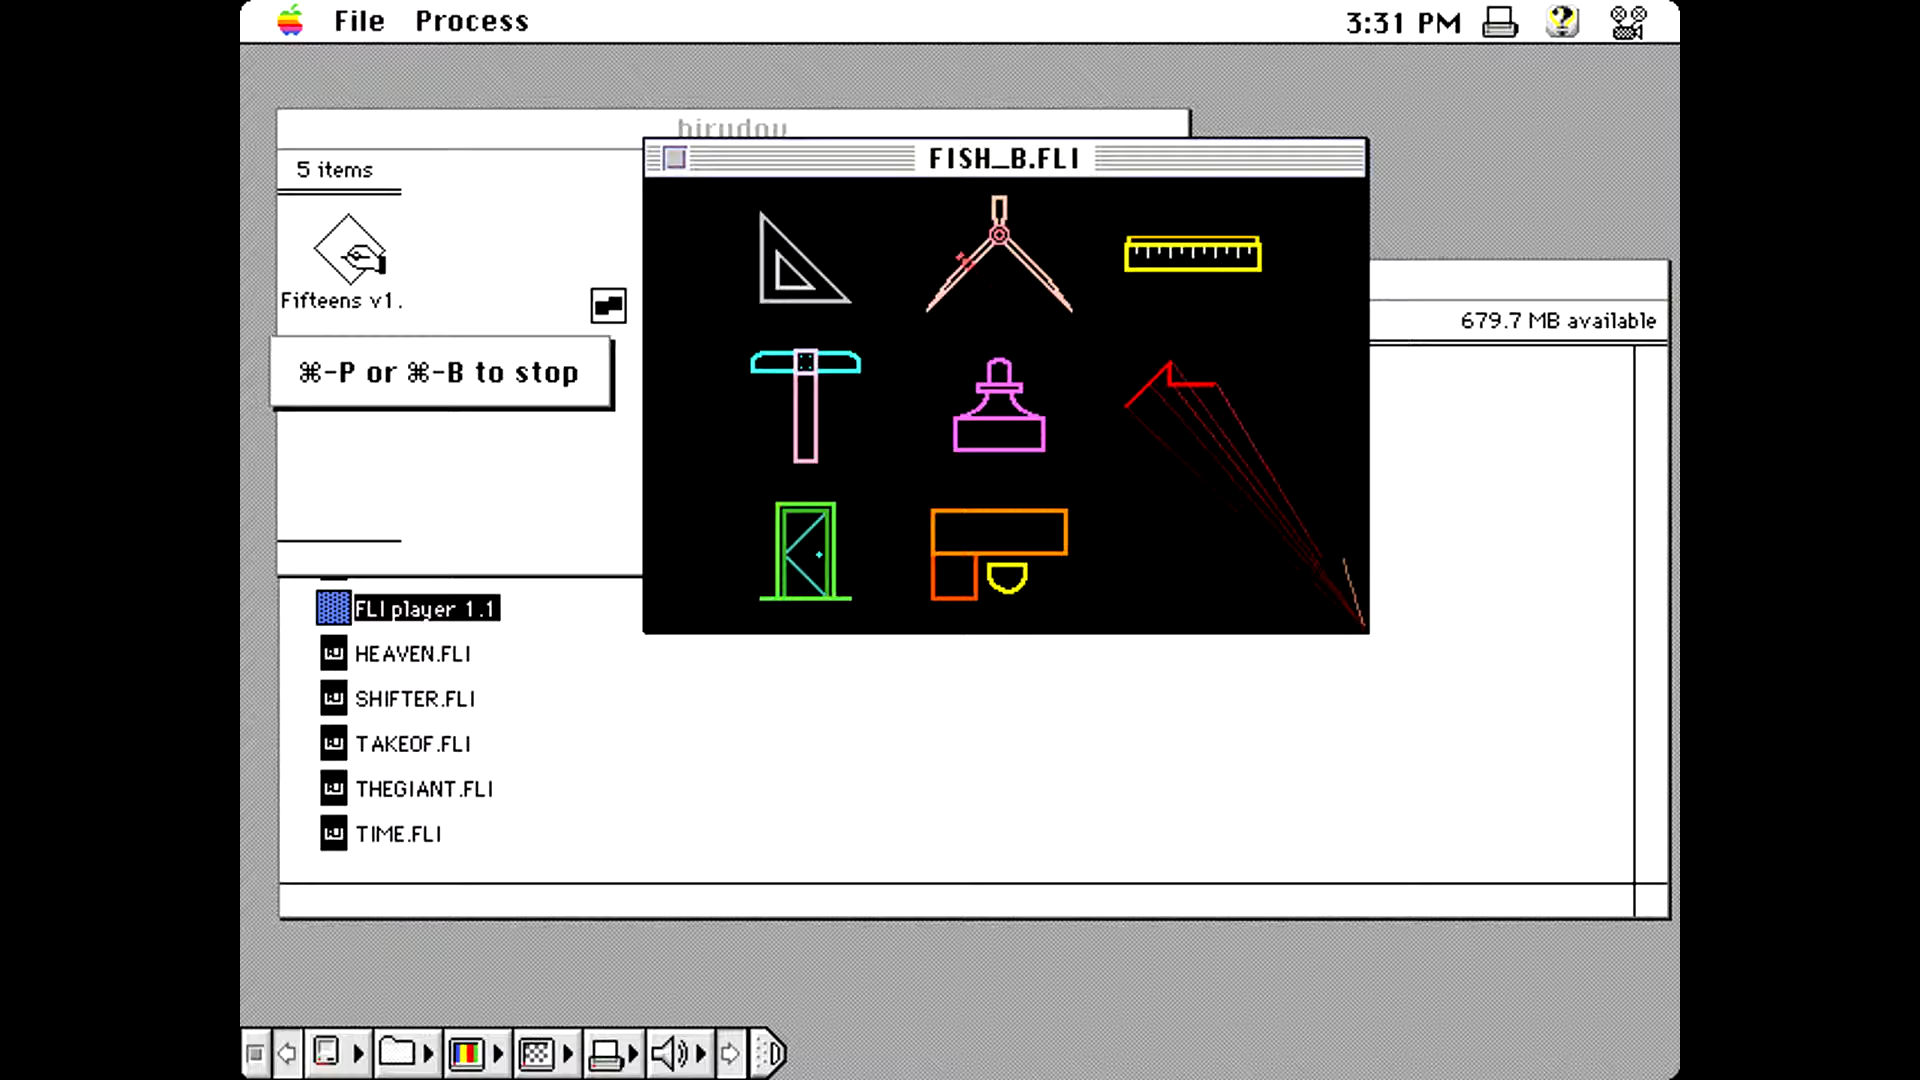 File Process
3:31 PM
hirudov
FISH_B.FLI
5 items
Fifteens v1.
679.7 MB available
⌘-P or ⌘-B to stop
FLI player 1.1
HEAVEN.FLI
SHIFTER.FLI
TAKEOF.FLI
THEGIANT.FLI
TIME.FLI